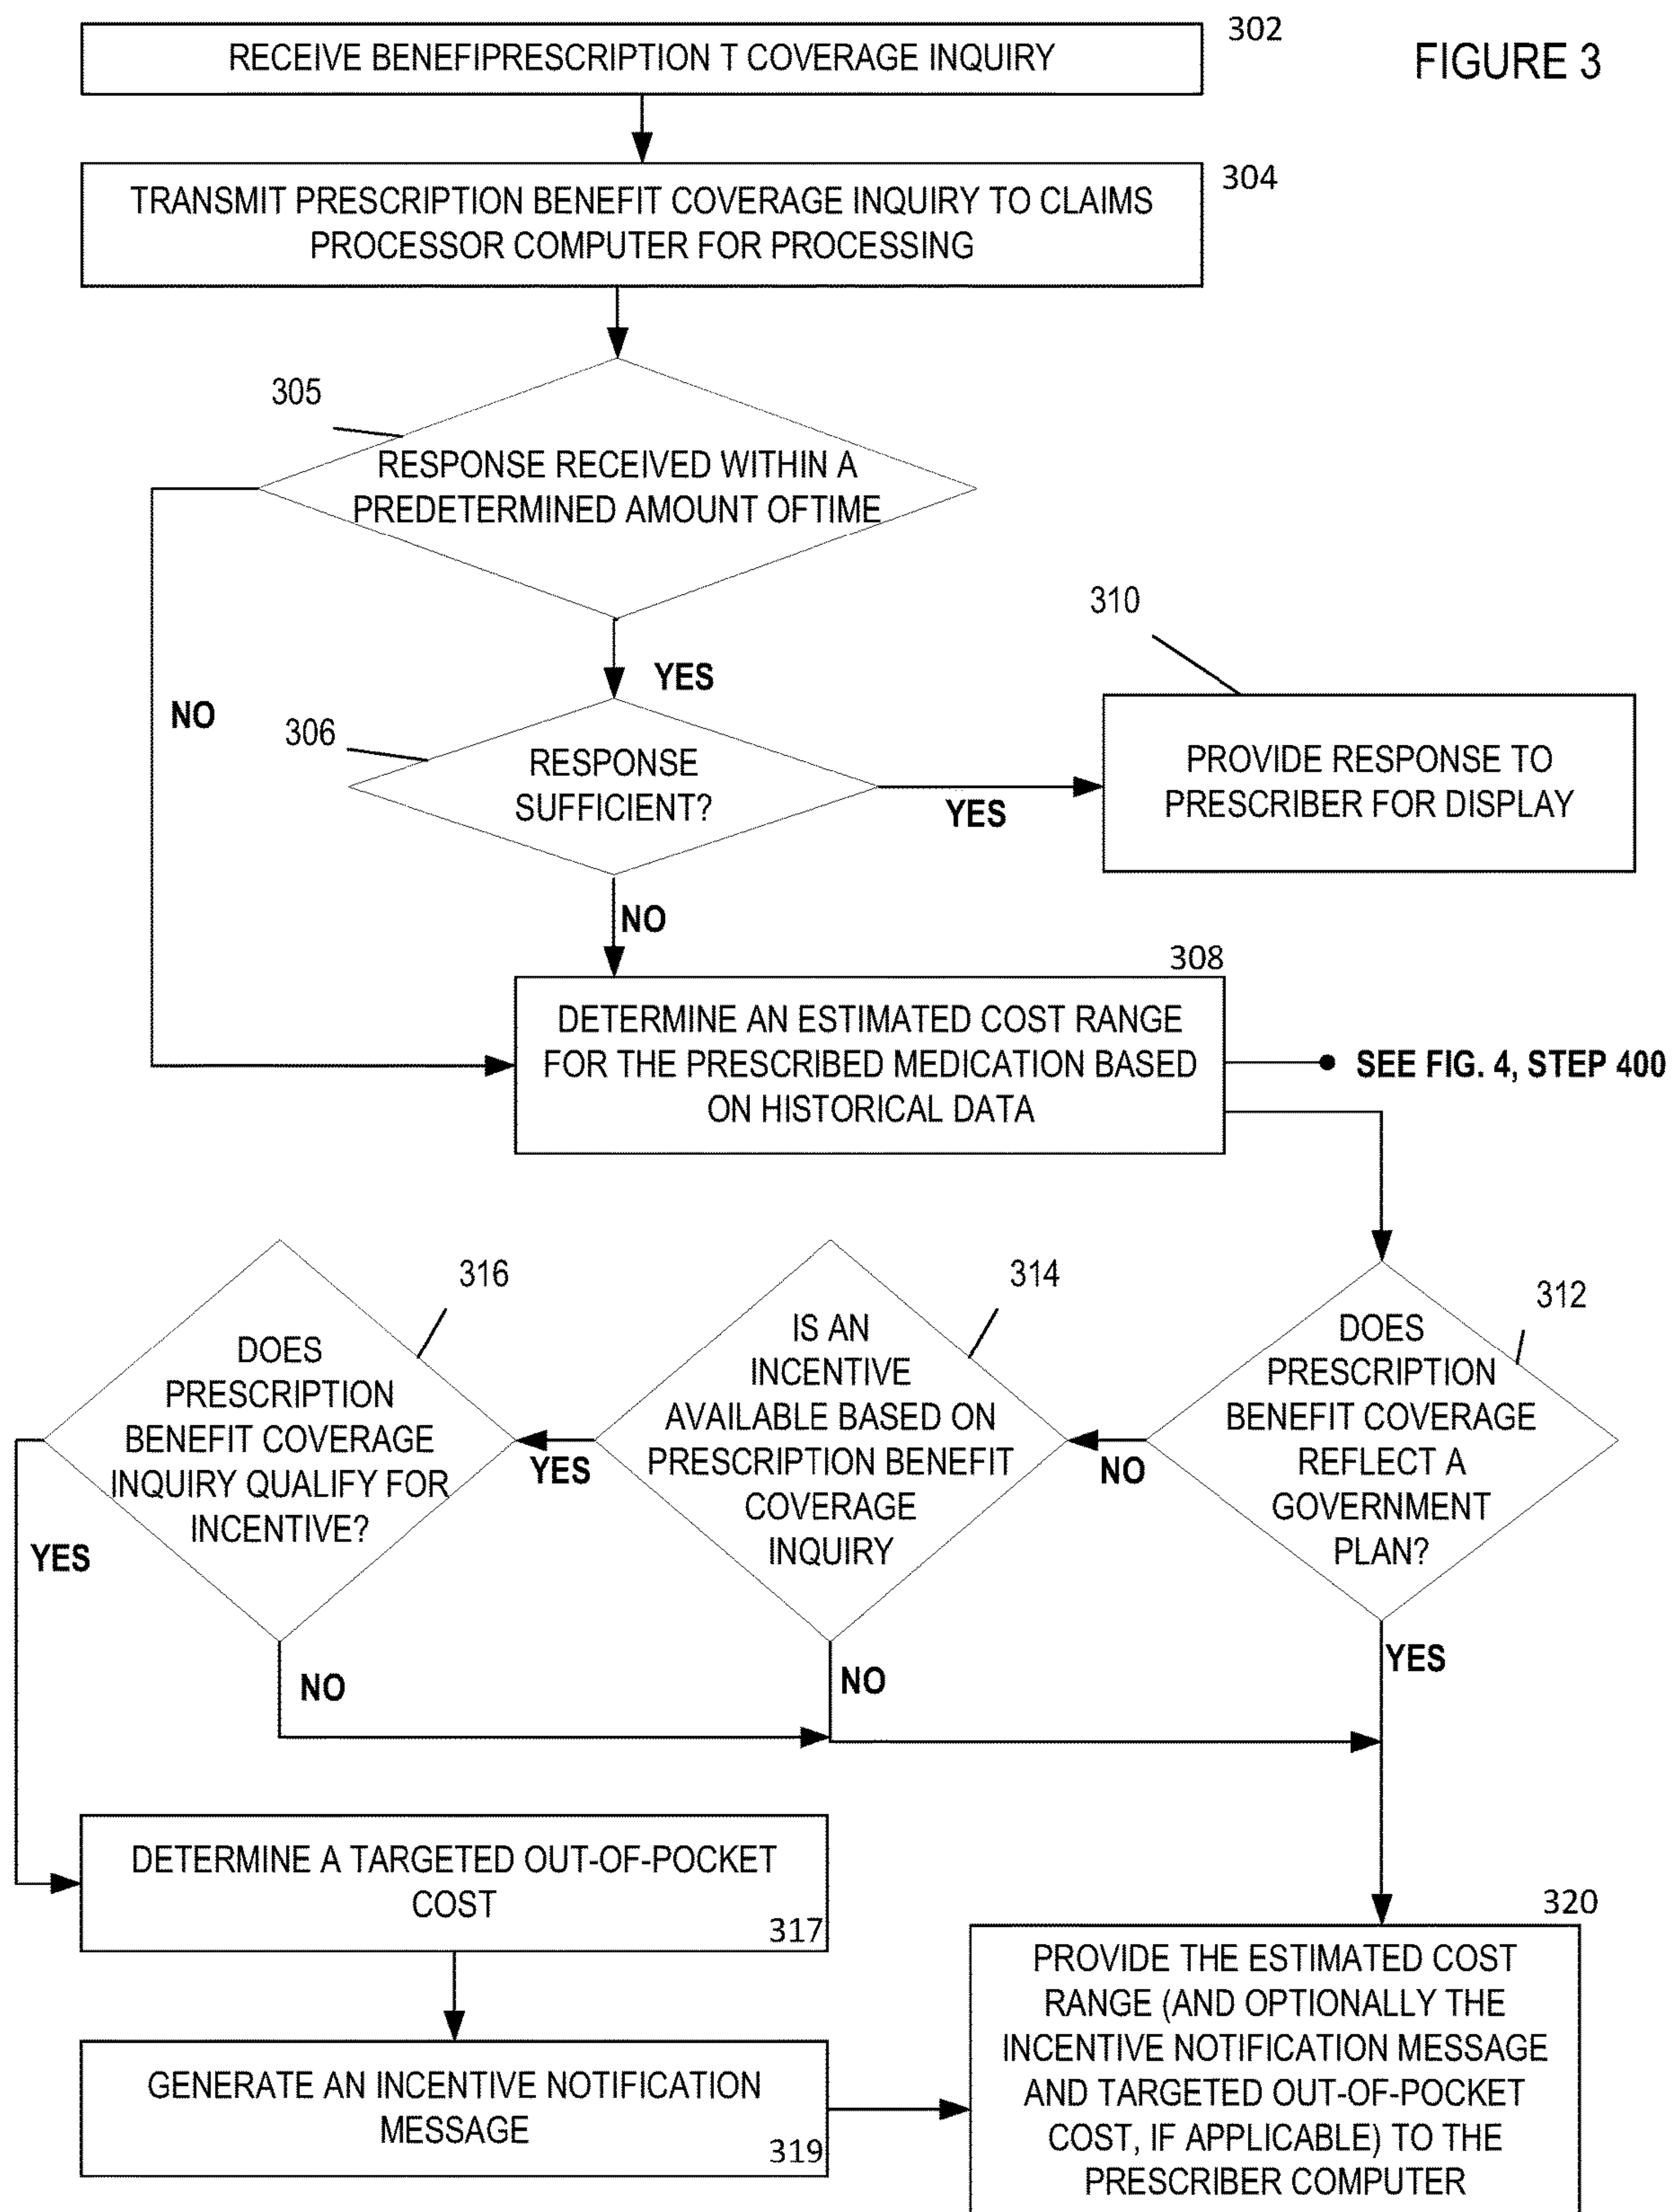 302
FIGURE 3
RECEIVE BENEFIPRESCRIPTION T COVERAGE INQUIRY
304
TRANSMIT PRESCRIPTION BENEFIT COVERAGE INQUIRY TO CLAIMS
PROCESSOR COMPUTER FOR PROCESSING
305
RESPONSE RECEIVED WITHIN A
PREDETERMINED AMOUNT OFTIME
310
YES
NO
306
RESPONSE
SUFFICIENT?
YES
PROVIDE RESPONSE TO
PRESCRIBER FOR DISPLAY
NO
308
DETERMINE AN ESTIMATED COST RANGE
FOR THE PRESCRIBED MEDICATION BASED
ON HISTORICAL DATA
SEE FIG. 4, STEP 400
316
DOES
PRESCRIPTION
BENEFIT COVERAGE
INQUIRY QUALIFY FOR
INCENTIVE?
YES
NO
314
IS AN
INCENTIVE
AVAILABLE BASED ON
PRESCRIPTION BENEFIT
COVERAGE
INQUIRY
YES
NO
312
DOES
PRESCRIPTION
BENEFIT COVERAGE
REFLECT A
GOVERNMENT
PLAN?
NO
YES
DETERMINE A TARGETED OUT-OF-POCKET
COST
317
GENERATE AN INCENTIVE NOTIFICATION
MESSAGE
319
320
PROVIDE THE ESTIMATED COST
RANGE (AND OPTIONALLY THE
INCENTIVE NOTIFICATION MESSAGE
AND TARGETED OUT-OF-POCKET
COST, IF APPLICABLE) TO THE
PRESCRIBER COMPUTER